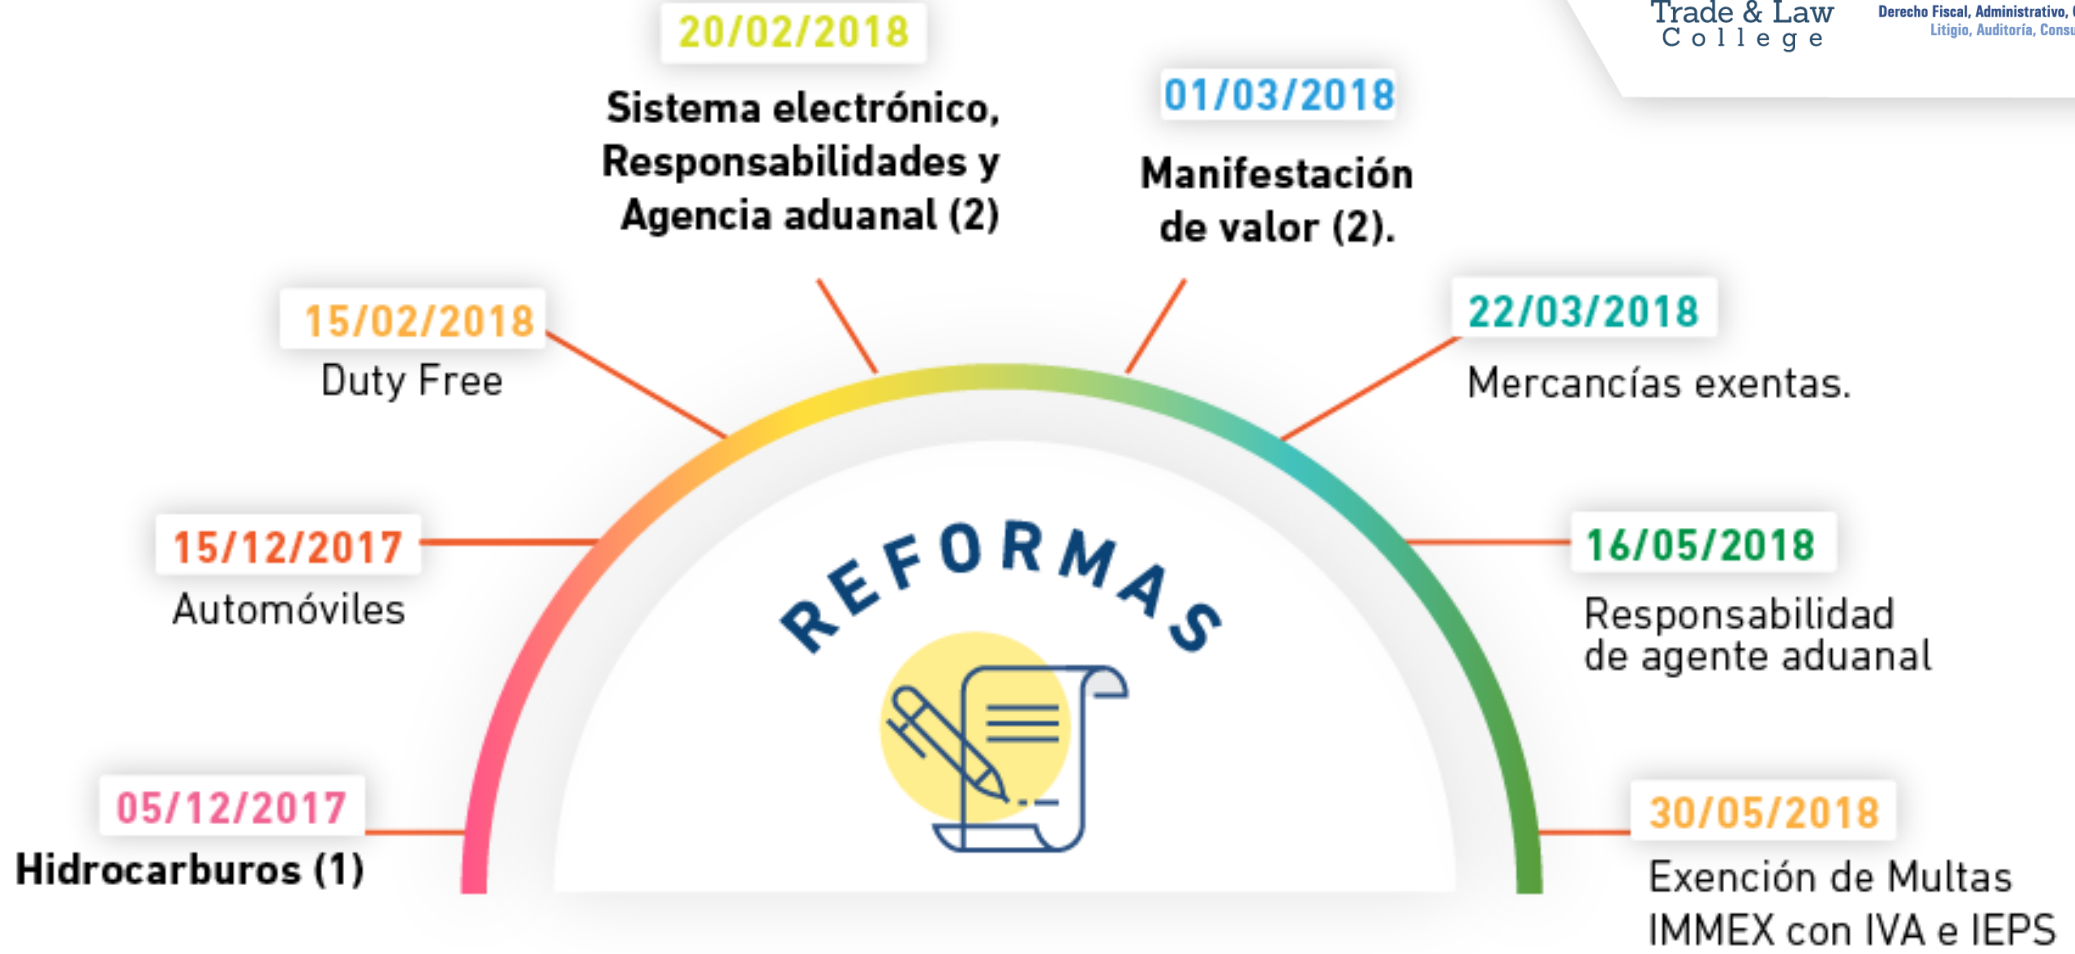 Trade & Law
College
Derecho Fiscal, Administrativo,
Litigio, Auditoría,
20/02/2018
Sistema electrónico,
Responsabilidades y
Agencia aduanal (2)
01/03/2018
Manifestación
de valor (2).
15/02/2018
Duty Free
22/03/2018
Mercancías exentas.
15/12/2017
Automóviles
16/05/2018
Responsabilidad
de agente aduanal
05/12/2017
Hidrocarburos (1)
30/05/2018
Exención de Multas
IMMEX con IVA e IEPS
REFORMAS